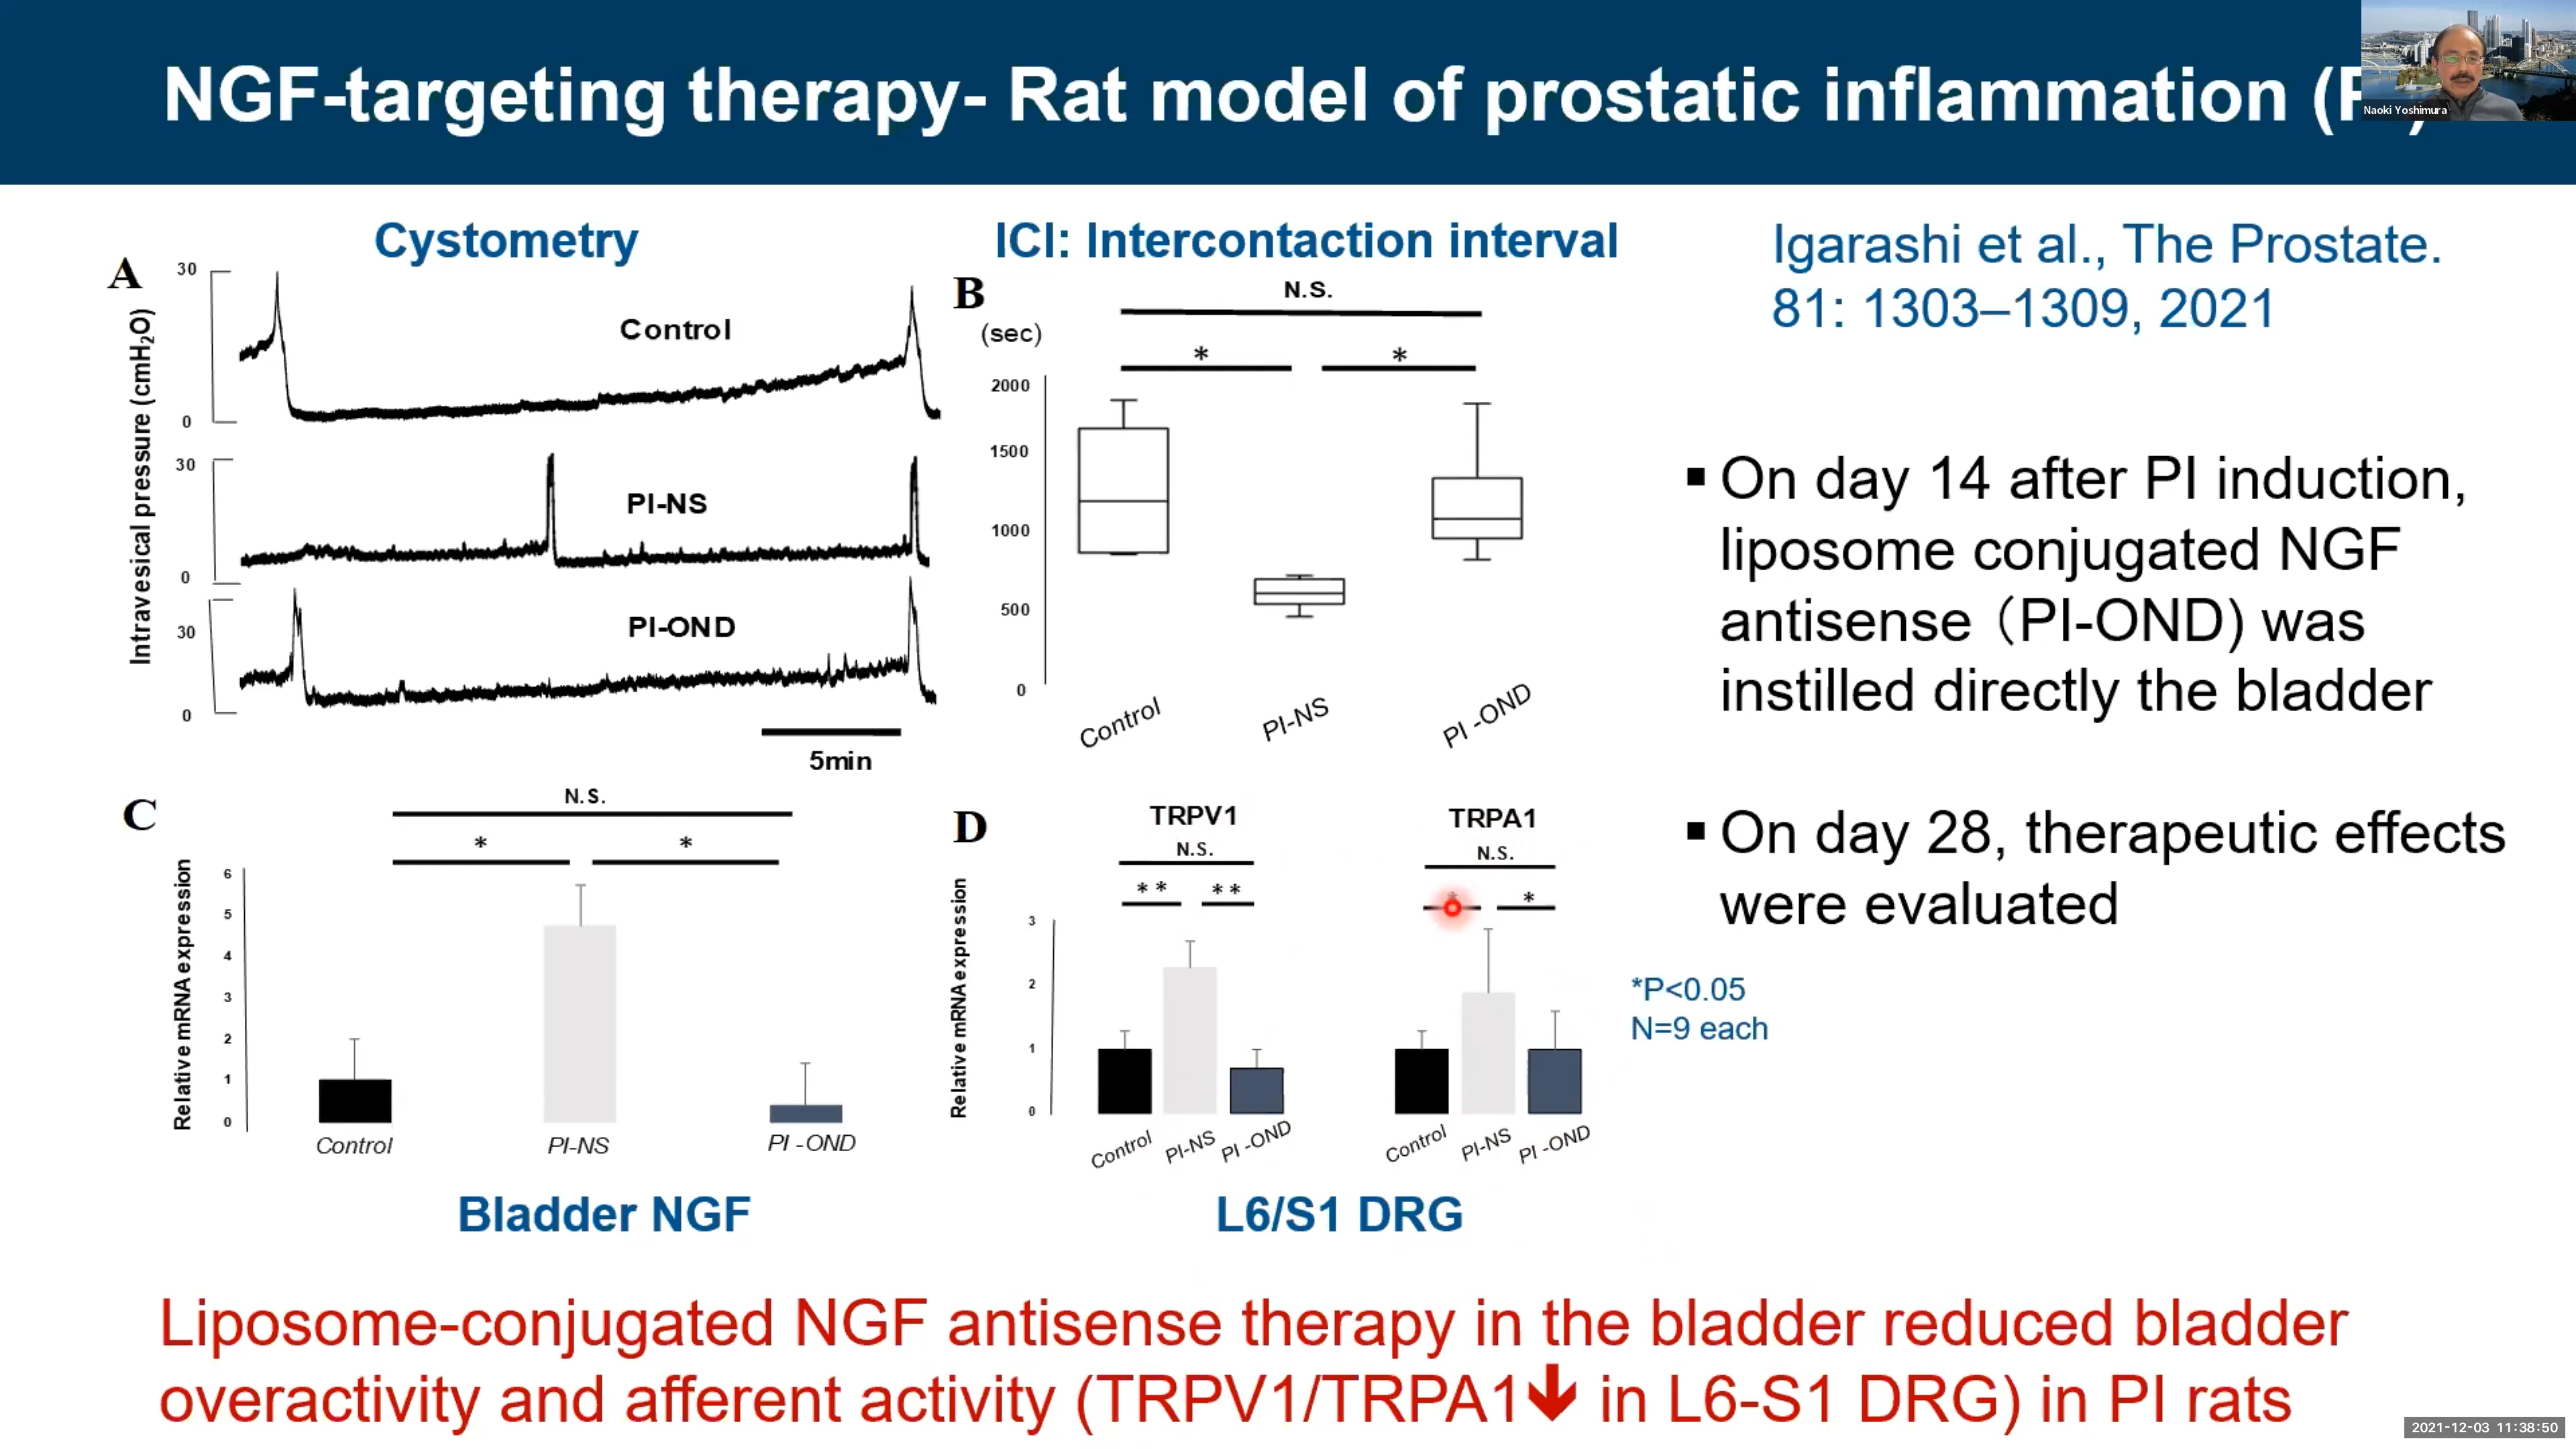 NGF-targeting therapy- Rat model of prostatic inflammation (P
Naoki Yoshimura
Cystometry
A
Intravesical pressure (cmH2O)
30
0
Control
30
0
PI-NS
30
0
PI-OND
5min
ICI: Intercontaction interval
B
N.S.
(sec)
*
*
2000
1500
1000
500
0
Control
PI-NS
PI -OND
Igarashi et al., The Prostate.
81: 1303–1309, 2021
▪ On day 14 after PI induction,
liposome conjugated NGF
antisense（PI-OND) was
instilled directly the bladder
▪ On day 28, therapeutic effects
were evaluated
C
N.S.
*
*
Relative mRNA expression
6
5
4
3
2
1
0
Control
PI-NS
PI -OND
Bladder NGF
D
TRPV1
N.S.
* *
* *
TRPA1
N.S.
*
*
Relative mRNA expression
3
2
1
0
Control
PI-NS
PI -OND
Control
PI-NS
PI -OND
L6/S1 DRG
*P<0.05
N=9 each
Liposome-conjugated NGF antisense therapy in the bladder reduced bladder
overactivity and afferent activity (TRPV1/TRPA1↓ in L6-S1 DRG) in PI rats
2021-12-03 11:38:50